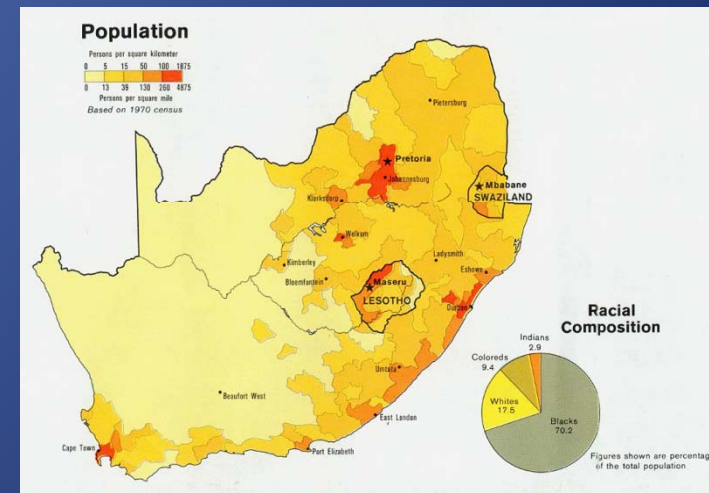 Population
Persons per square kilometer
0 5 15 50 100 1875
0 13 39 130 260 4875
Persons per square mile
Based on 1970 census
Pietersburg
Pretoria
Johannesburg
Mbabane
SWAZILAND
Klerksdorp
Welkom
Kimberley
Ladysmith
Bloemfontein
Maseru
Eshowe
LESOTHO
Durban
Umtata
Beaufort West
East London
Cape Town
Port Elizabeth
Racial
Composition
Indians
2.9
Coloreds
9.4
Whites
17.5
Blacks
70.2
Figures shown are percentag
of the total population